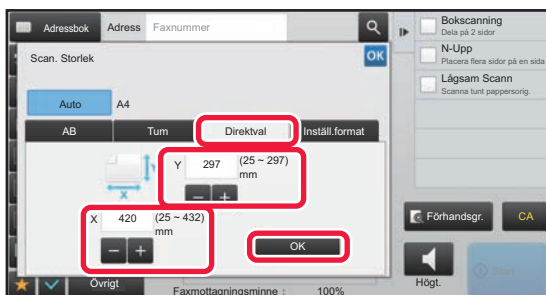 Adressbok
Adress
Faxnummer
Scan. Storlek
OK
Auto
A4
AB
Tum
Direktval
Inställ.format
Y
297
(25 ~ 297)
mm
Y
X
X
420
(25 ~ 432)
mm
OK
Övrigt
Faxmottagningsminne :
100%
Bokscanning
Dela på 2 sidor
N-Upp
Placera flera sidor på en sida
Lågsam Scann
Scanna tunt pappersorig.
Förhandsgr.
CA
Högt.
Start